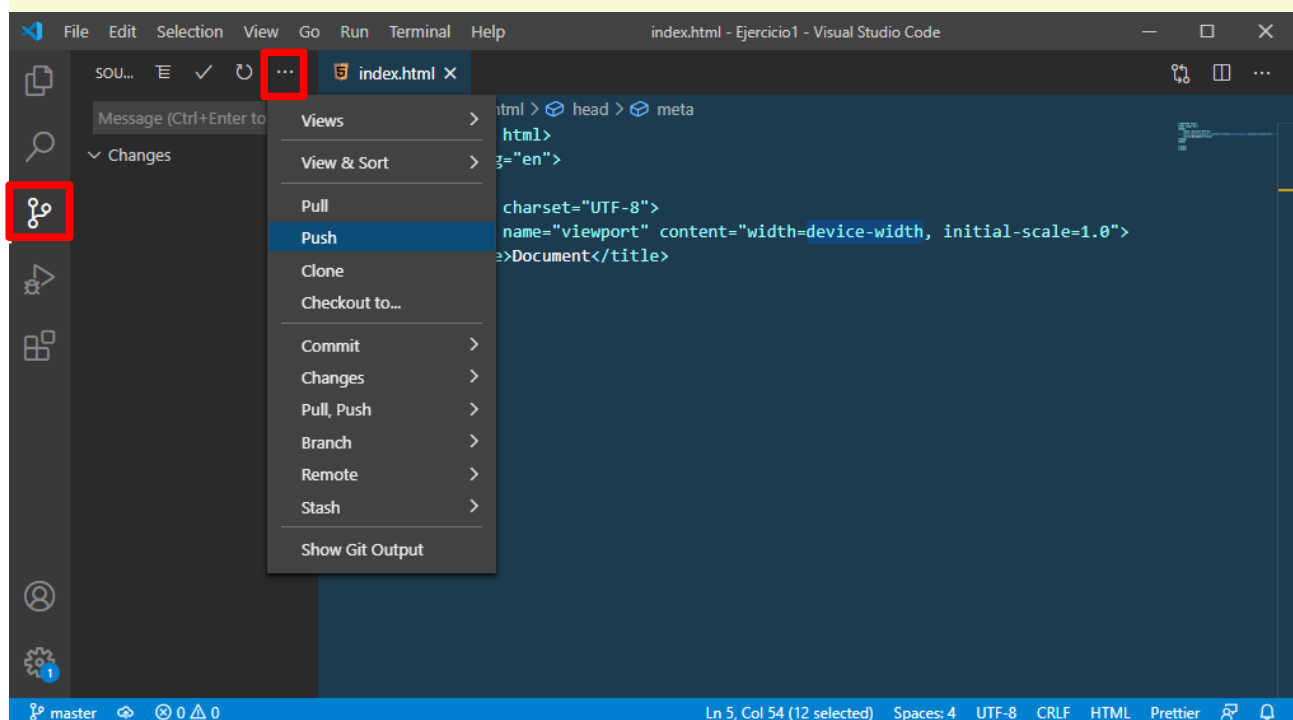 File Edit Selection View Go Run Terminal Help index.html - Ejercicio1 - Visual Studio Code
SOU... index.html
Message (Ctrl+Enter to
Changes
Views
View & Sort
Pull
Push
Clone
Checkout to...
Commit
Changes
Pull, Push
Branch
Remote
Stash
Show Git Output
html > head > meta
html>
g="en">
charset="UTF-8">
name="viewport" content="width=device-width, initial-scale=1.0">
e>Document</title>
1
master 0 0 Ln 5, Col 54 (12 selected) Spaces: 4 UTF-8 CRLF HTML Prettier